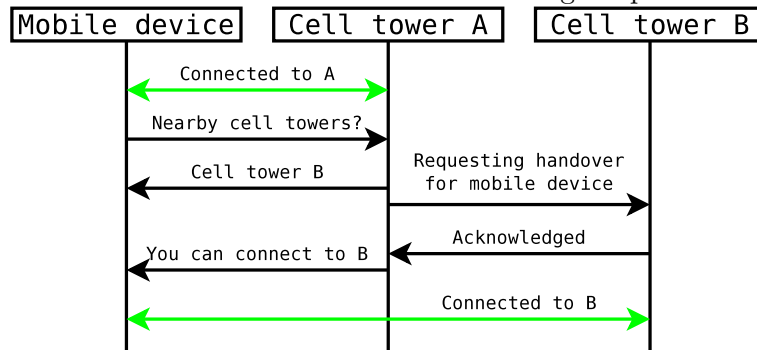 Mobile device
Cell tower A
Cell tower B
Connected to A
Nearby cell towers?
Cell tower B
Requesting handover
for mobile device
Acknowledged
You can connect to B
Connected to B